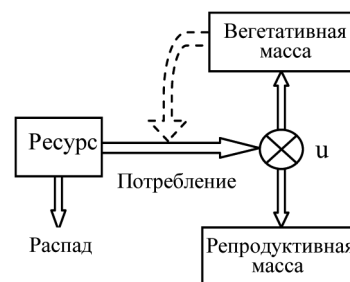 Вегетативная
масса
Ресурс
u
Потребление
Распад
Репродуктивная
масса